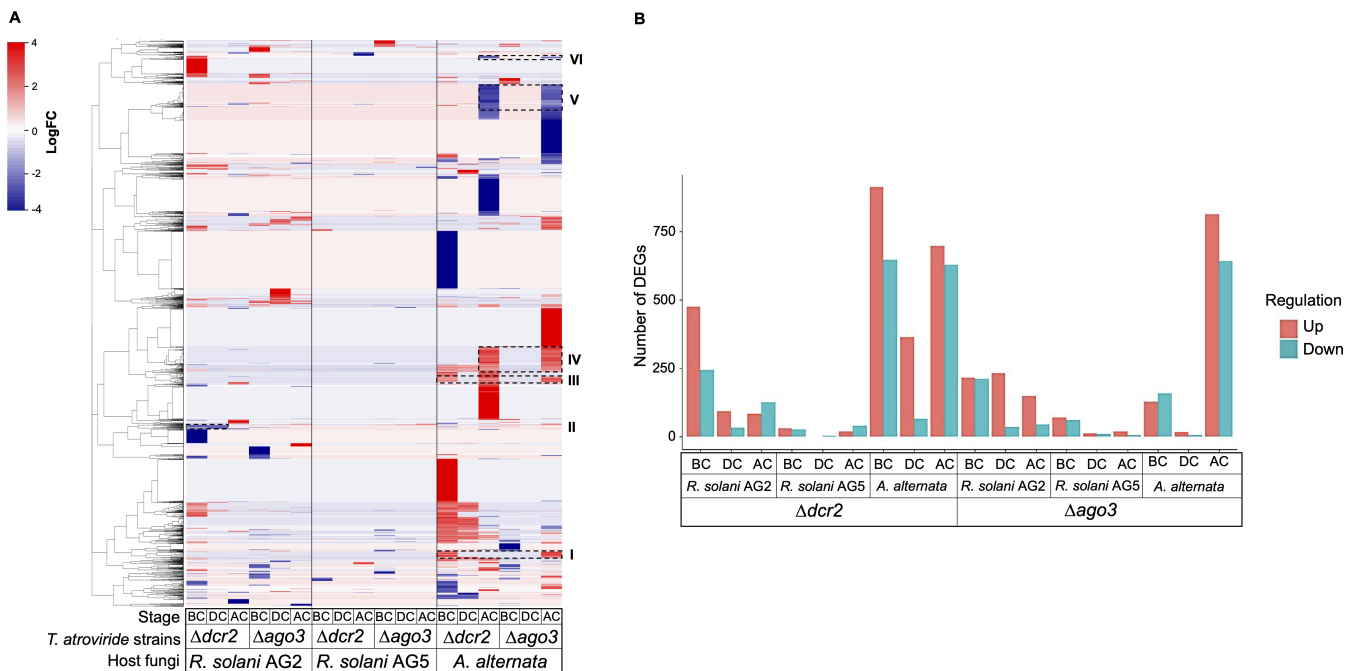 A
4
2
0
-2
-4
LogFC
VI
V
IV
III
II
I
Stage BC DC AC BC DC AC BC DC AC BC DC AC BC DC AC BC DC AC
T. atroviride strains Δdcr2 Δago3 Δdcr2 Δago3 Δdcr2 Δago3
Host fungi R. solani AG2 R. solani AG5 A. alternata
B
Number of DEGs
750
500
250
0
BC DC AC BC DC AC BC DC AC BC DC AC BC DC AC BC DC AC
R. solani AG2 R. solani AG5 A. alternata R. solani AG2 R. solani AG5 A. alternata
Δdcr2 Δago3
Regulation
Up
Down